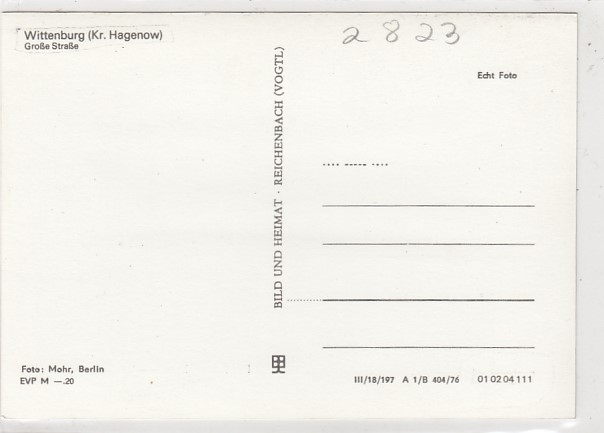 Wittenburg (Kr. Hagenow)
Große Straße
2823
Echt Foto
BILD UND HEIMAT · REICHENBACH (VOGTL)
Foto: Mohr, Berlin
EVP M —.20
III/18/197 A 1/B 404/76 01 02 04 111